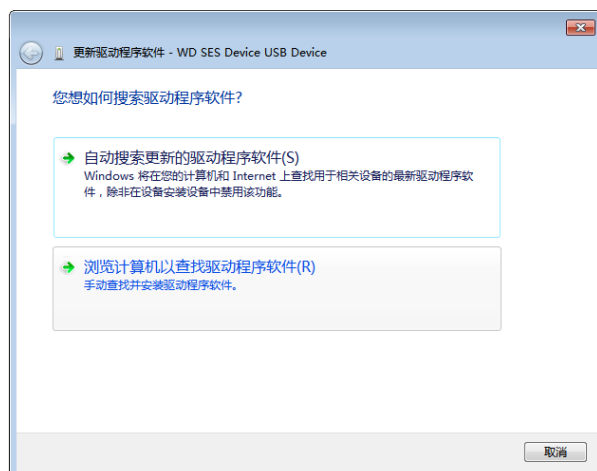 更新驱动程序软件 - WD SES Device USB Device
您想如何搜索驱动程序软件?
自动搜索更新的驱动程序软件(S)
Windows 将在您的计算机和 Internet 上查找用于相关设备的最新驱动程序软
件，除非在设备安装设备中禁用该功能。
浏览计算机以查找驱动程序软件(R)
手动查找并安装驱动程序软件。
取消